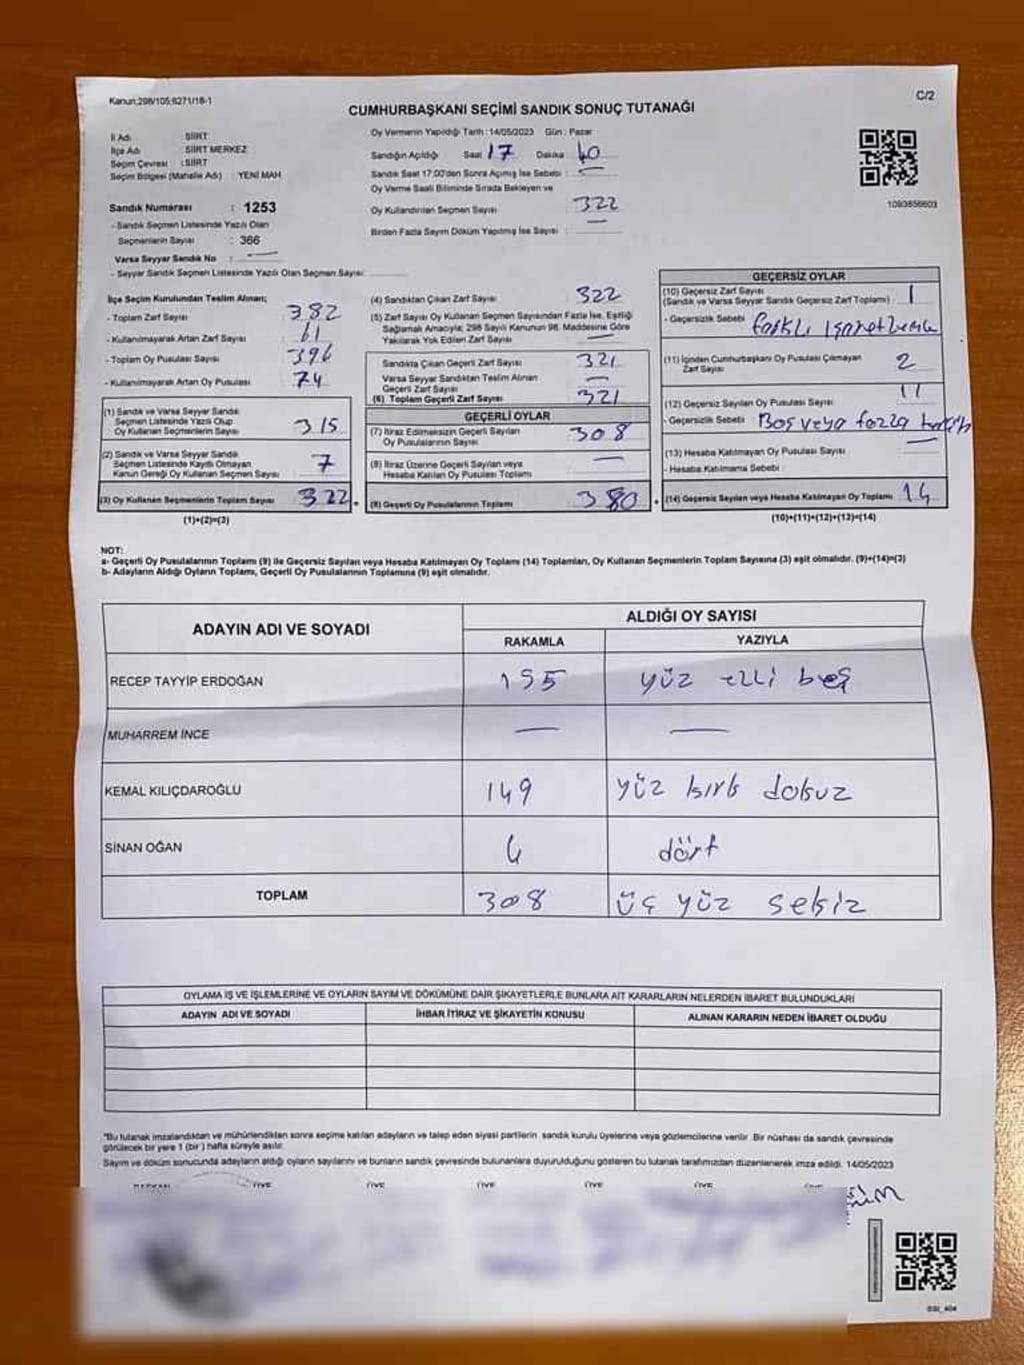 Kanun;298/105;6271/18-1
C/2
CUMHURBAŞKANI SEÇİMİ SANDIK SONUÇ TUTANAĞI
İl Adı : SİİRT
İlçe Adı : SİİRT MERKEZ
Seçim Çevresi : SİİRT
Seçim Bölgesi (Mahalle Adı) : YENİ MAH.
Sandık Numarası : 1253
- Sandık Seçmen Listesinde Yazılı Olan
Seçmenlerin Sayısı : 366
Varsa Seyyar Sandık No :
- Seyyar Sandık Seçmen Listesinde Yazılı Olan Seçmen Sayısı:
Oy Vermenin Yapıldığı Tarih : 14/05/2023 Gün : Pazar
Sandığın Açıldığı Saat 17 Dakika 40
Sandık Saat 17:00'den Sonra Açımış İse Sebebi :
Oy Verme Saati Bitiminde Sırada Bekleyen ve
Oy Kullandırılan Seçmen Sayısı : 322
Birden Fazla Sayım Döküm Yapılmış İse Sayısı : —
1093856603
İlçe Seçim Kurulundan Teslim Alınan;
- Toplam Zarf Sayısı : 382
- Kullanılmayarak Artan Zarf Sayısı : 61
- Toplam Oy Pusulası Sayısı : 396
- Kullanılmayarak Artan Oy Pusulası : 74
(1) Sandık ve Varsa Seyyar Sandık
Seçmen Listesinde Yazılı Olup
Oy Kullanan Seçmenlerin Sayısı : 315
(2) Sandık ve Varsa Seyyar Sandık
Seçmen Listesinde Kayıtlı Olmayan
Kanun Gereği Oy Kullanan Seçmen Sayısı : 7
(3) Oy Kullanan Seçmenlerin Toplam Sayısı : 322
(1)+(2)=(3)
(4) Sandıktan Çıkan Zarf Sayısı : 322
(5) Zarf Sayısı Oy Kullanan Seçmen Sayısından Fazla İse, Eşitliği
Sağlamak Amacıyla; 298 Sayılı Kanunun 98. Maddesine Göre
Yakılarak Yok Edilen Zarf Sayısı : —
Sandıkta Çıkan Geçerli Zarf Sayısı : 321
Varsa Seyyar Sandıktan Teslim Alınan
Geçerli Zarf Sayısı : —
(6) Toplam Geçerli Zarf Sayısı : 321
GEÇERLİ OYLAR
(7) İtiraz Edilmeksizin Geçerli Sayılan
Oy Pusulalarının Sayısı : 308
(8) İtiraz Üzerine Geçerli Sayılan veya
Hesaba Katılan Oy Pusulası Toplamı : —
(9) Geçerli Oy Pusulalarının Toplamı : 380
GEÇERSİZ OYLAR
(10) Geçersiz Zarf Sayısı
(Sandık ve Varsa Seyyar Sandık Geçersiz Zarf Toplamı) : 1
- Geçersizlik Sebebi : farklı işaretleme
(11) İçinden Cumhurbaşkanı Oy Pusulası Çıkmayan
Zarf Sayısı : 2
(12) Geçersiz Sayılan Oy Pusulası Sayısı : 11
- Geçersizlik Sebebi : Boş veya fazla
(13) Hesaba Katılmayan Oy Pusulası Sayısı : —
- Hesaba Katılmama Sebebi :
(14) Geçersiz Sayılan veya Hesaba Katılmayan Oy Toplamı : 14
(10)+(11)+(12)+(13)=(14)
NOT:
a- Geçerli Oy Pusulalarının Toplamı (9) ile Geçersiz Sayılan veya Hesaba Katılmayan Oy Toplamı (14) Toplamları, Oy Kullanan Seçmenlerin Toplam Sayısına (3) eşit olmalıdır. (9)+(14)=(3)
b- Adayların Aldığı Oyların Toplamı, Geçerli Oy Pusulalarının Toplamına (9) eşit olmalıdır.
ADAYIN ADI VE SOYADI
ALDIĞI OY SAYISI
RAKAMLA YAZIYLA
RECEP TAYYİP ERDOĞAN 155 yüz elli beş
MUHARREM İNCE — —
KEMAL KILIÇDAROĞLU 149 yüz kırk dokuz
SİNAN OĞAN 4 dört
TOPLAM 308 üç yüz sekiz
OYLAMA İŞ VE İŞLEMLERİNE VE OYLARIN SAYIM VE DÖKÜMÜNE DAİR ŞİKAYETLERLE BUNLARA AİT KARARLARIN NELERDEN İBARET BULUNDUKLARI
ADAYIN ADI VE SOYADI İHBAR İTİRAZ VE ŞİKAYETİN KONUSU ALINAN KARARIN NEDEN İBARET OLDUĞU
*Bu tutanak imzalandıktan ve mühürlendikten sonra seçime katılan adayların ve talep eden siyasi partilerin sandık kurulu üyelerine veya gözlemcilerine verilir. Bir nüshası da sandık çevresinde
görülecek bir yere 1 (bir) hafta süreyle asılır.
Sayım ve döküm sonucunda adayların aldığı oyların sayılarını ve bunların sandık çevresinde bulunanlara duyurulduğunu gösteren bu tutanak tarafımızdan düzenlenerek imza edildi. 14/05/2023
BAŞKAN ÜYE ÜYE ÜYE ÜYE ÜYE ÜYE